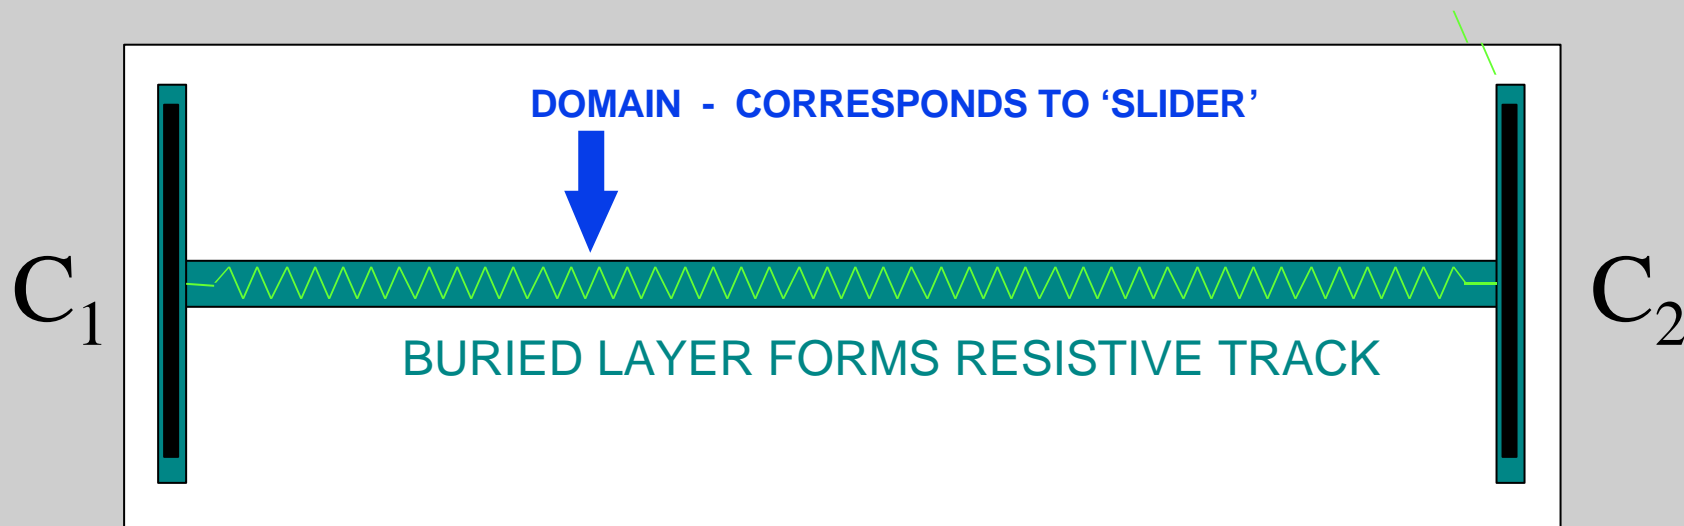 DOMAIN - CORRESPONDS TO ‘SLIDER’
C₁
C₂
BURIED LAYER FORMS RESISTIVE TRACK